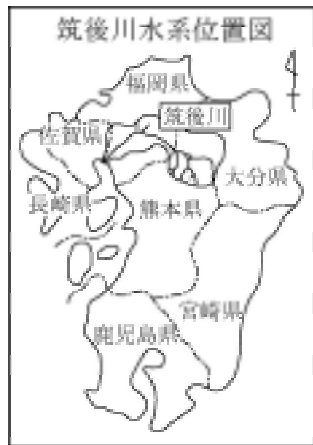 筑後川水系位置図
福岡県
筑後川
佐賀県
大分県
長崎県
熊本県
宮崎県
鹿児島県